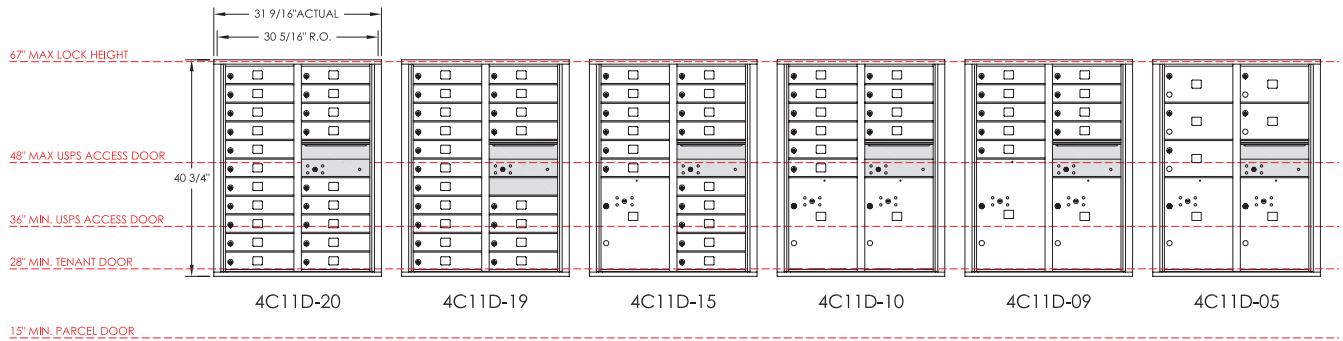 31 9/16"ACTUAL
30 5/16" R.O.
67" MAX LOCK HEIGHT
48" MAX USPS ACCESS DOOR
40 3/4"
36" MIN. USPS ACCESS DOOR
28" MIN. TENANT DOOR
4C11D-20 4C11D-19 4C11D-15 4C11D-10 4C11D-09 4C11D-05
15" MIN. PARCEL DOOR